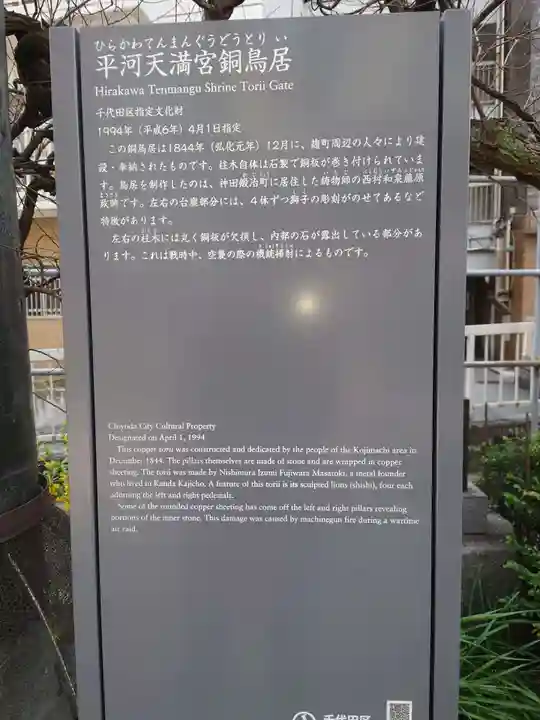 ひらかわてんまんぐうどうとりい
平河天満宮銅鳥居
Hirakawa Tenmangu Shrine Torii Gate
千代田区指定文化財
1994年（平成6年）4月1日指定
この銅鳥居は1844年（弘化元年）12月に、麹町周辺の人々により建
設・奉納されたものです。柱木自体は石製で銅板が巻き付けられていま
す。鳥居を制作したのは、神田鍛冶町に居住した鋳物師の西村和泉藤原
政時です。左右の台座部分には、4体ずつ獅子の彫刻がのせてあるなど
特徴があります。
左右の柱木には丸く銅板が欠損し、内部の石が露出している部分があ
ります。これは戦時中、空襲の際の機銃掃射によるものです。
Chiyoda City Cultural Property
Designated on April 1, 1994
This copper torii was constructed and dedicated by the people of the Kojimachi area in
December 1844. The pillars themselves are made of stone and are wrapped in copper
sheeting. The torii was made by Nishimura Izumi Fujiwara Masatoki, a metal founder
who lived in Kanda Kajicho. A feature of this torii is its sculpted lions (shishi), four each
adorning the left and right pedestals.
Some of the rounded copper sheeting has come off the left and right pillars revealing
portions of the inner stone. This damage was caused by machinegun fire during a wartime
air raid.
千代田区